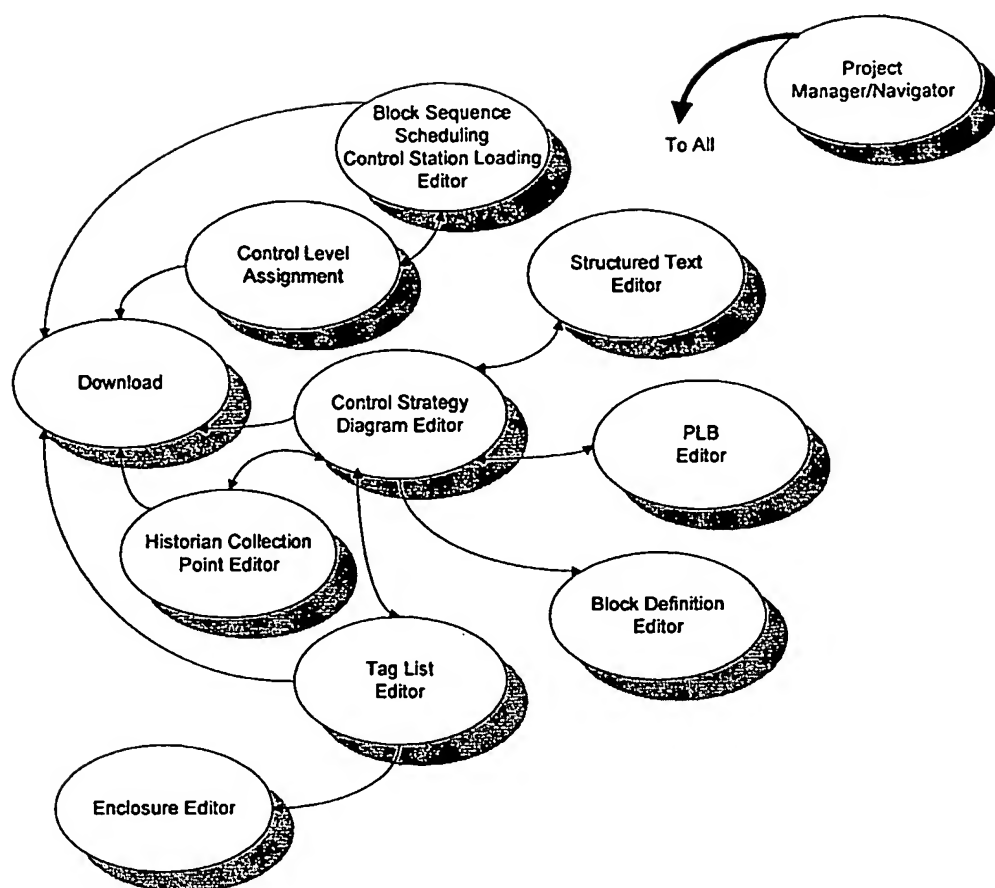 Project
Manager/Navigator
To All
Block Sequence
Scheduling
Control Station Loading
Editor
Control Level
Assignment
Structured Text
Editor
Download
Control Strategy
Diagram Editor
PLB
Editor
Historian Collection
Point Editor
Block Definition
Editor
Tag List
Editor
Enclosure Editor